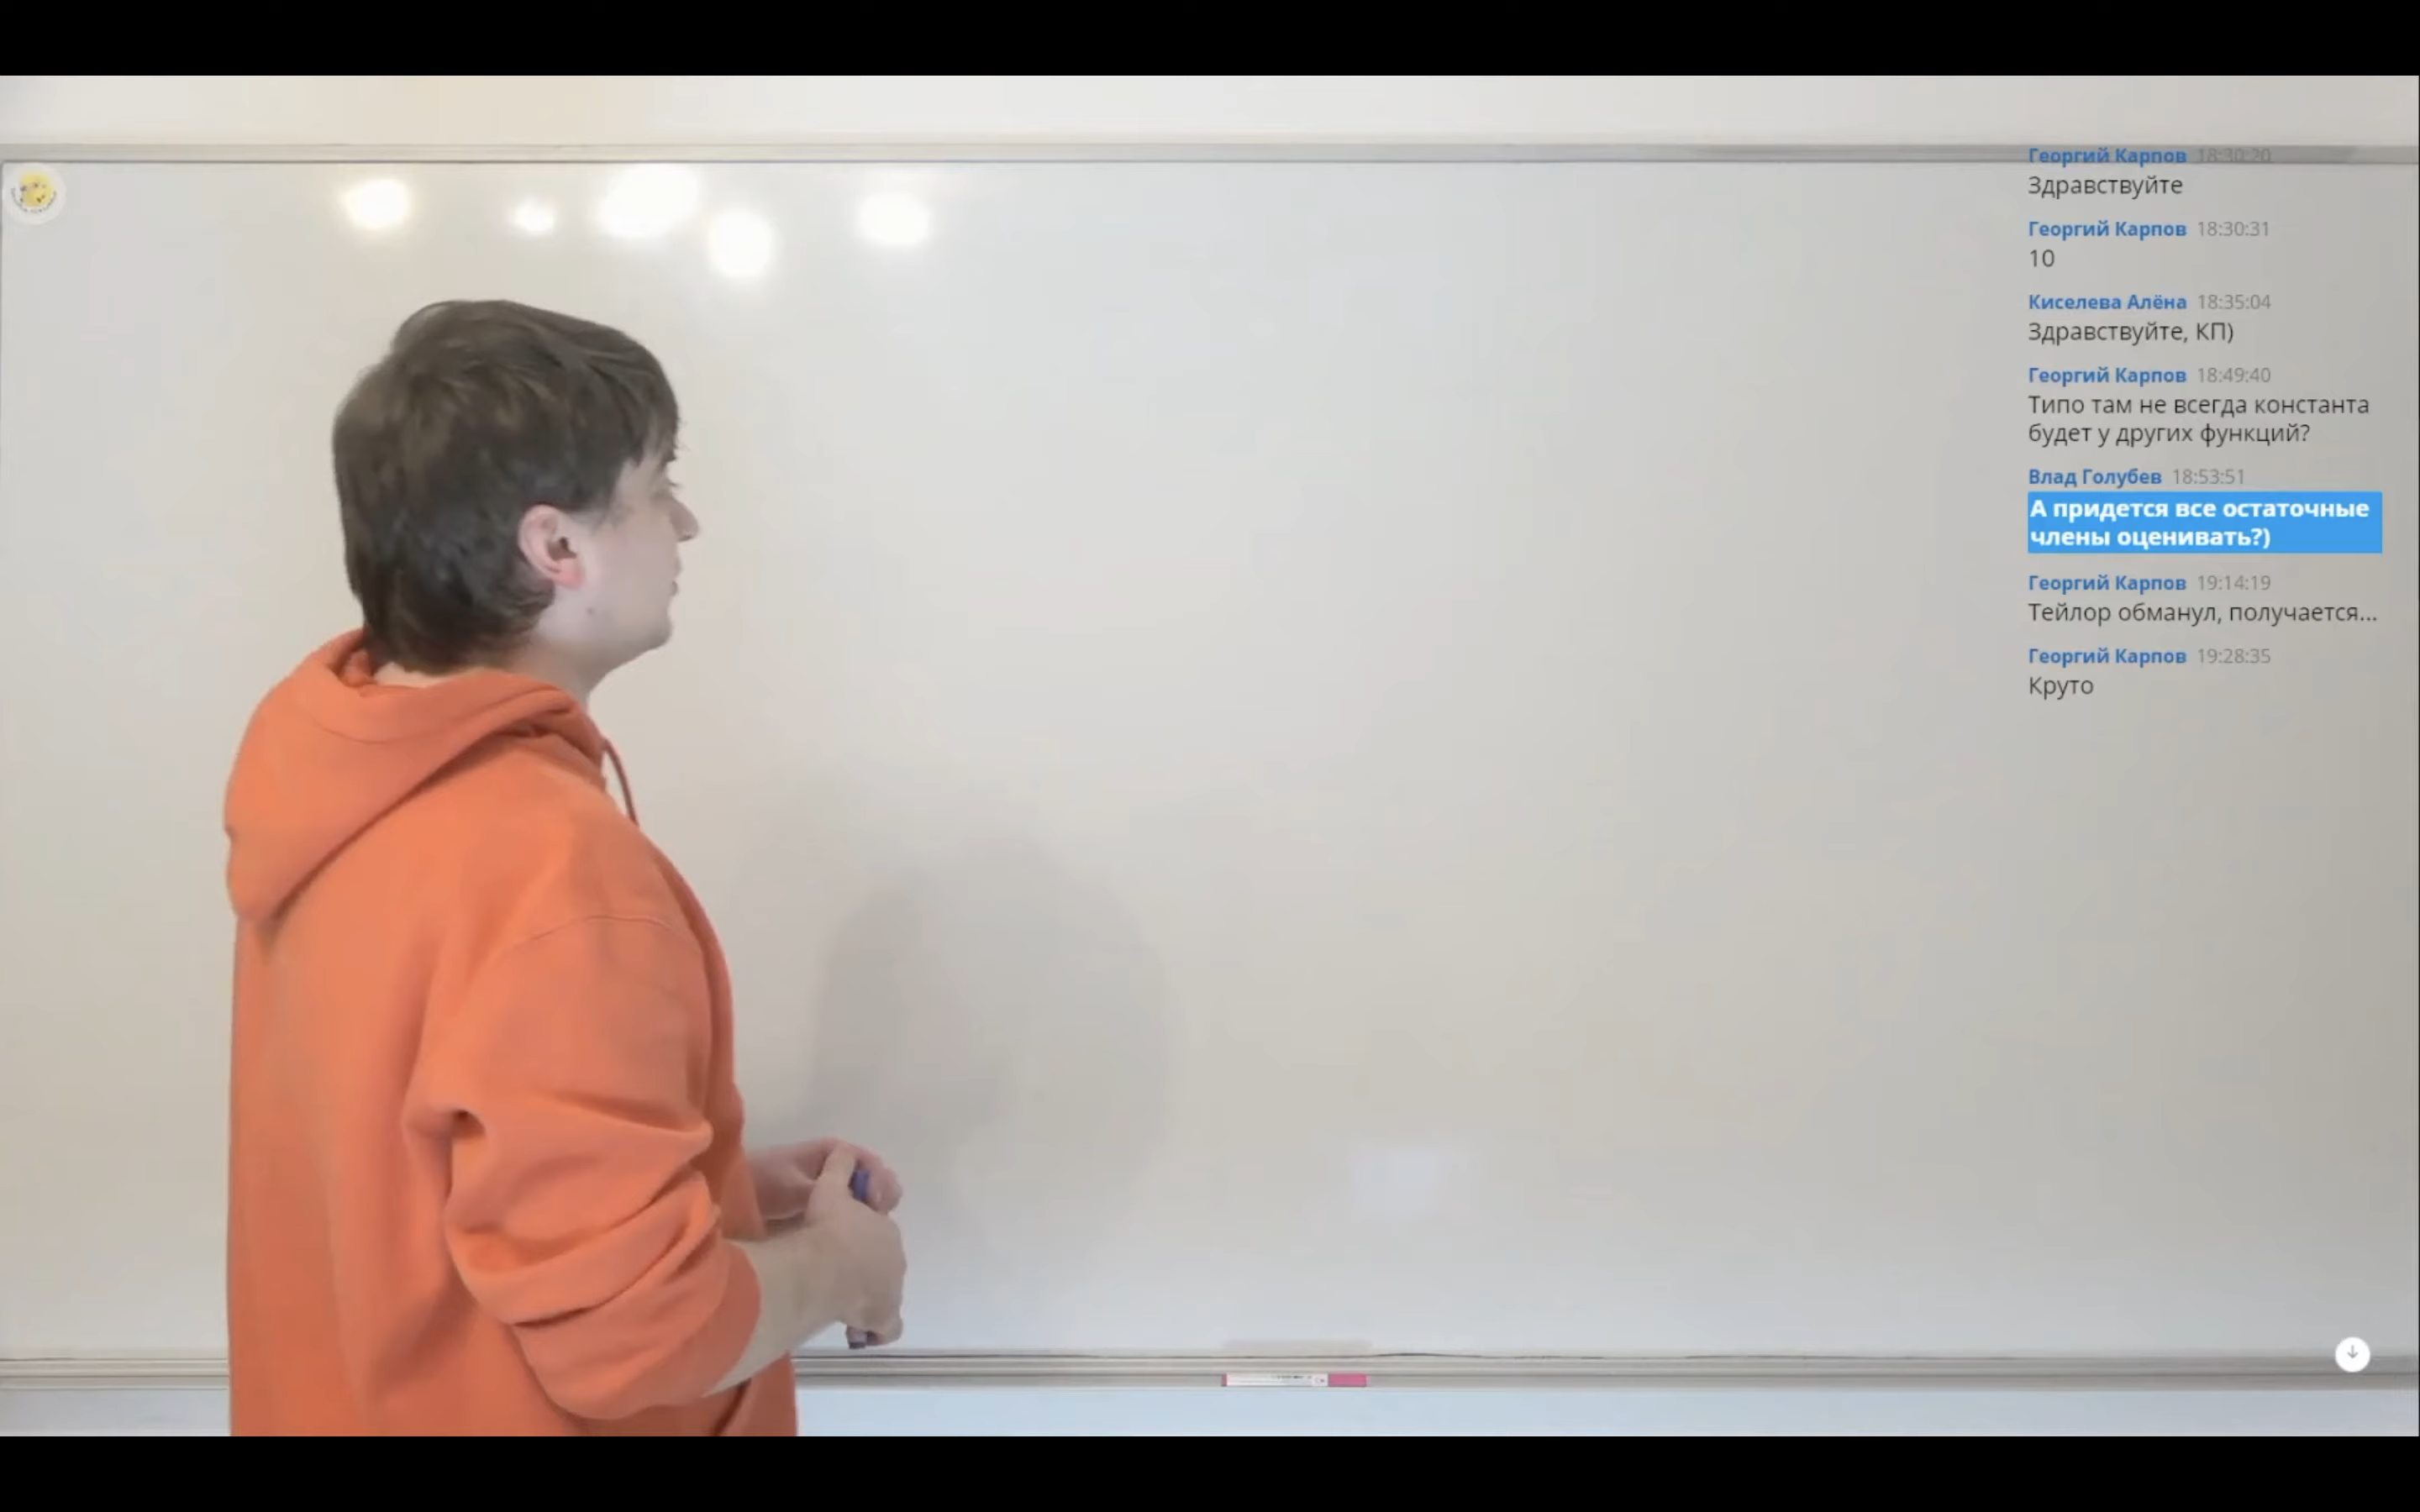 Георгий Карпов 18:30:20
Здравствуйте
Георгий Карпов 18:30:31
10
Киселева Алёна 18:35:04
Здравствуйте, КП)
Георгий Карпов 18:49:40
Типо там не всегда константа
будет у других функций?
Влад Голубев 18:53:51
А придется все остаточные
члены оценивать?)
Георгий Карпов 19:14:19
Тейлор обманул, получается...
Георгий Карпов 19:28:35
Круто